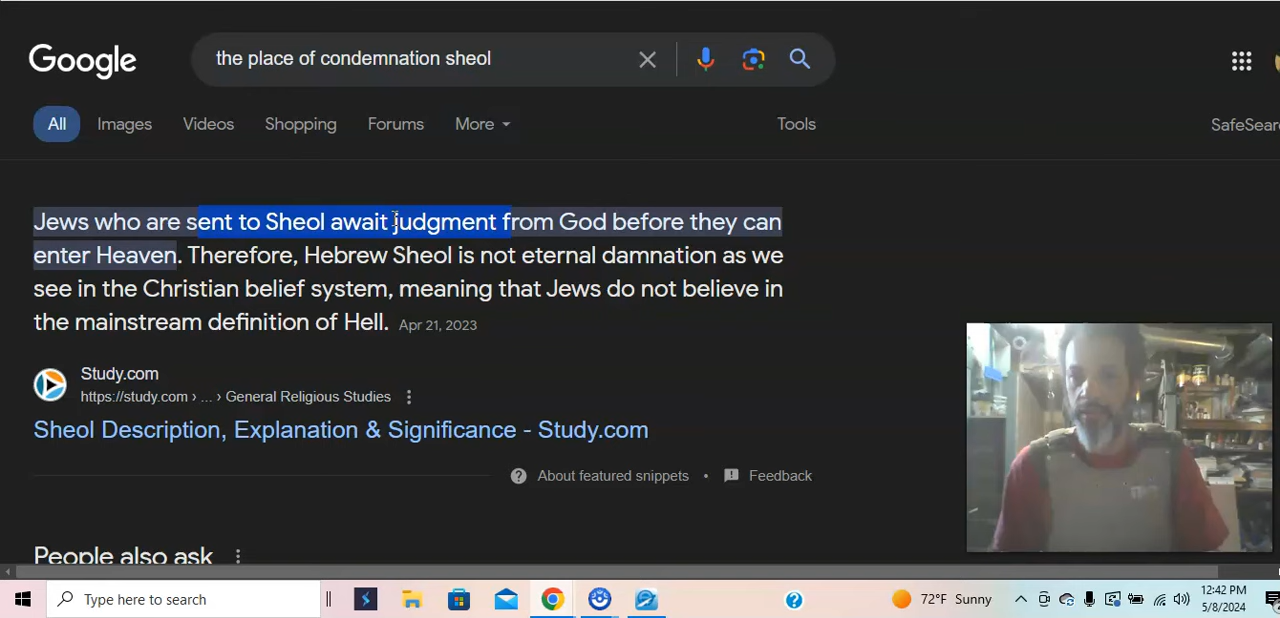 Google
the place of condemnation sheol
All Images Videos Shopping Forums More Tools SafeSear
Jews who are sent to Sheol await judgment from God before they can
enter Heaven. Therefore, Hebrew Sheol is not eternal damnation as we
see in the Christian belief system, meaning that Jews do not believe in
the mainstream definition of Hell. Apr 21, 2023
Study.com
https://study.com › ... › General Religious Studies
Sheol Description, Explanation & Significance - Study.com
About featured snippets • Feedback
People also ask
Type here to search
72°F Sunny
12:42 PM
5/8/2024